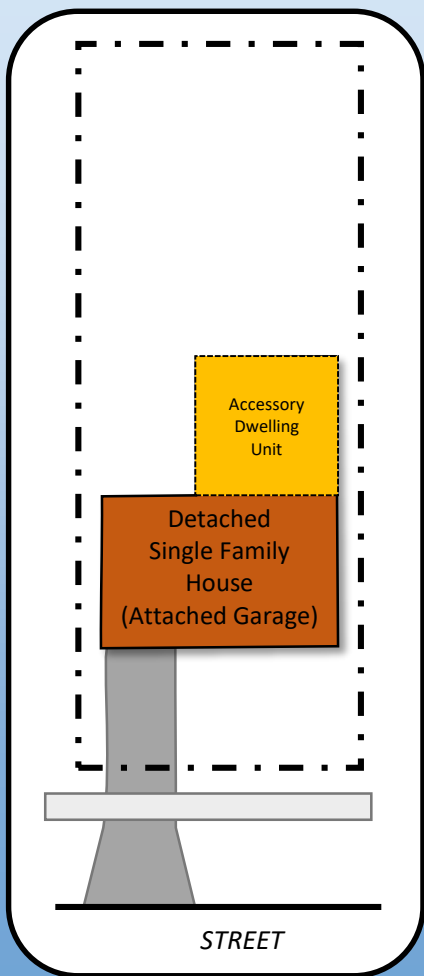 Accessory
Dwelling
Unit
Detached
Single Family
House
(Attached Garage)
STREET